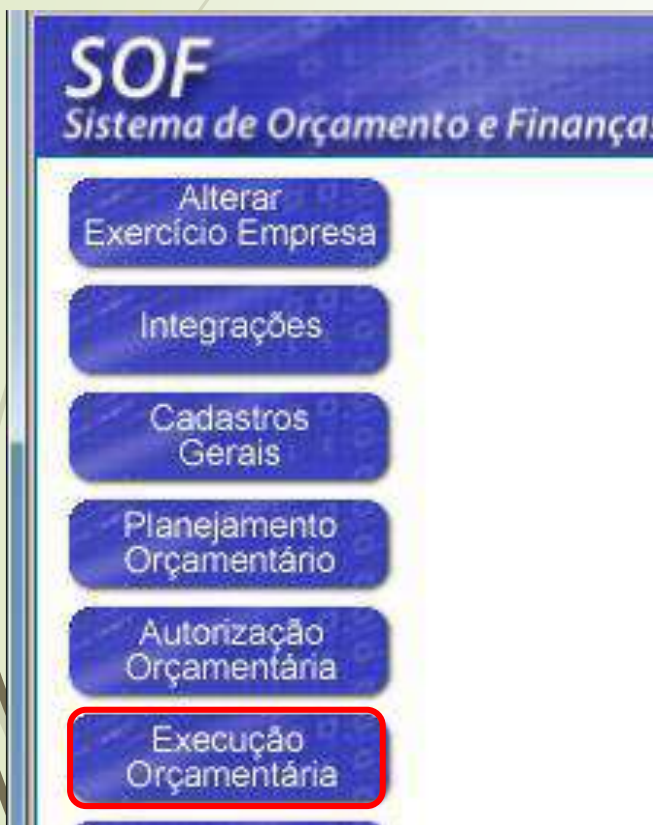 SOF
Sistema de Orçamento e Finanças
Alterar
Exercício Empresa
Integrações
Cadastros
Gerais
Planejamento
Orçamentário
Autorização
Orçamentária
Execução
Orçamentária